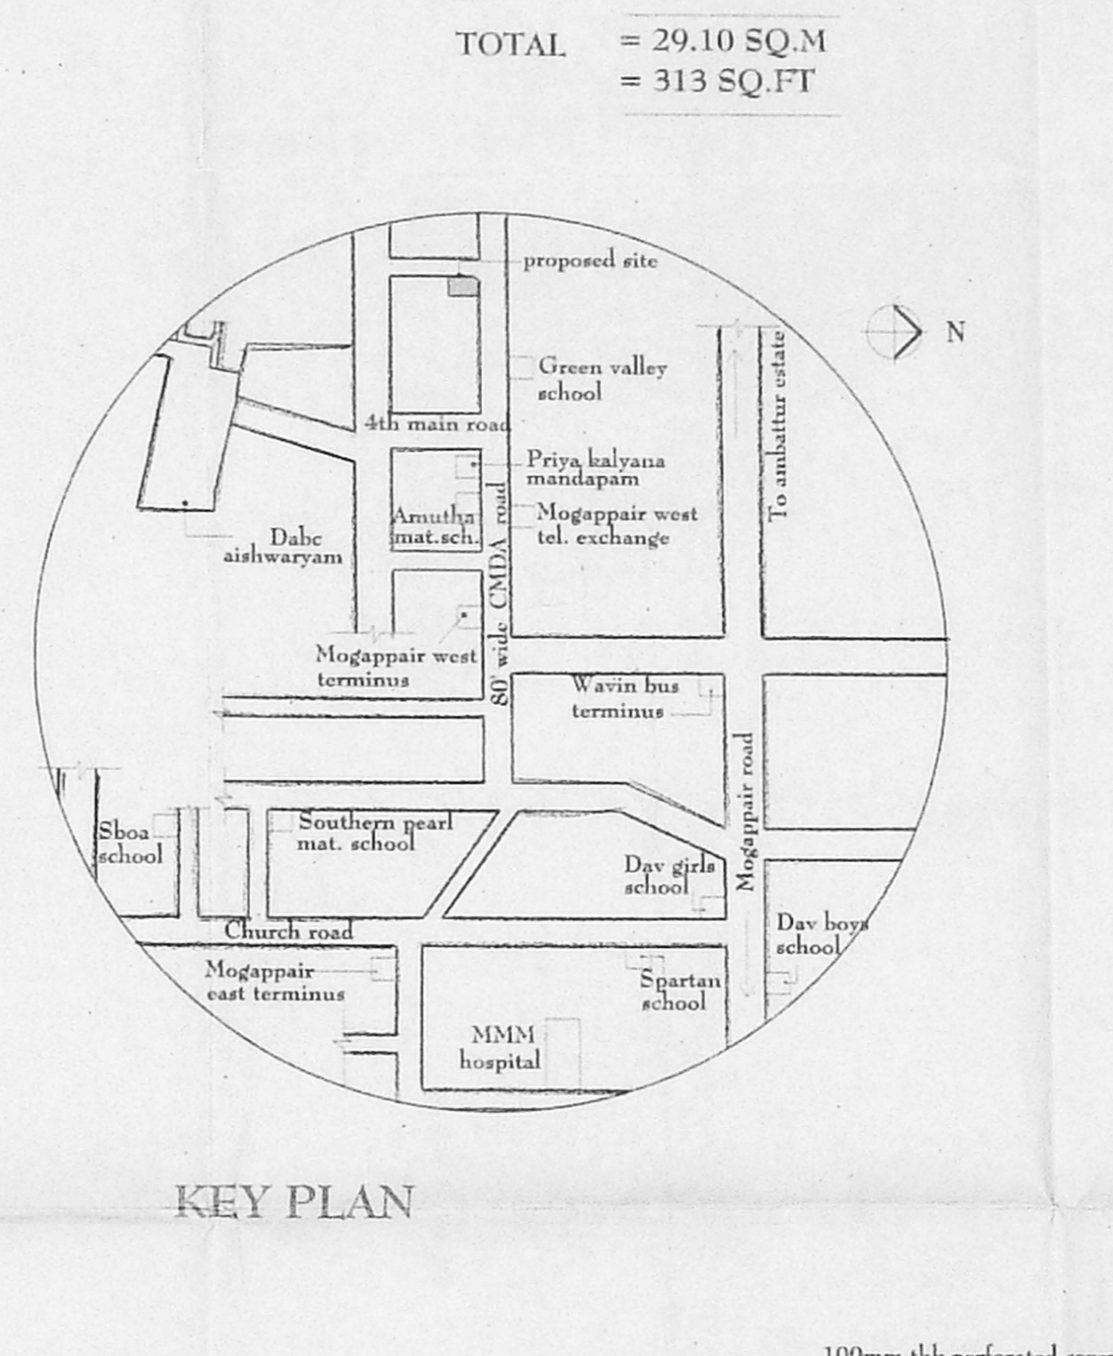 TOTAL = 29.10 SQ.M
= 313 SQ.FT
proposed site
N
Green valley
school
To ambattur estate
4th main road
Priya kalyana
mandapam
Amutha
mat.sch.
Mogappair west
tel. exchange
Dabc
aishwaryam
80' wide CMDA road
Mogappair west
terminus
Wavin bus
terminus
Mogappair road
Sboa
school
Southern pearl
mat. school
Dav girls
school
Dav boys
school
Church road
Mogappair
east terminus
Spartan
school
MMM
hospital
KEY PLAN
100mm thk perforated